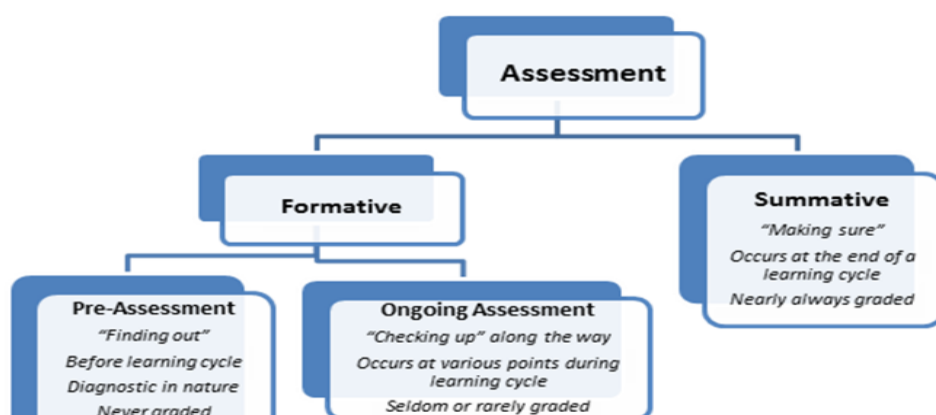 Assessment
Formative
Summative
“Making sure”
Occurs at the end of a
learning cycle
Nearly always graded
Pre-Assessment
“Finding out”
Before learning cycle
Diagnostic in nature
Never graded
Ongoing Assessment
“Checking up” along the way
Occurs at various points during
learning cycle
Seldom or rarely graded